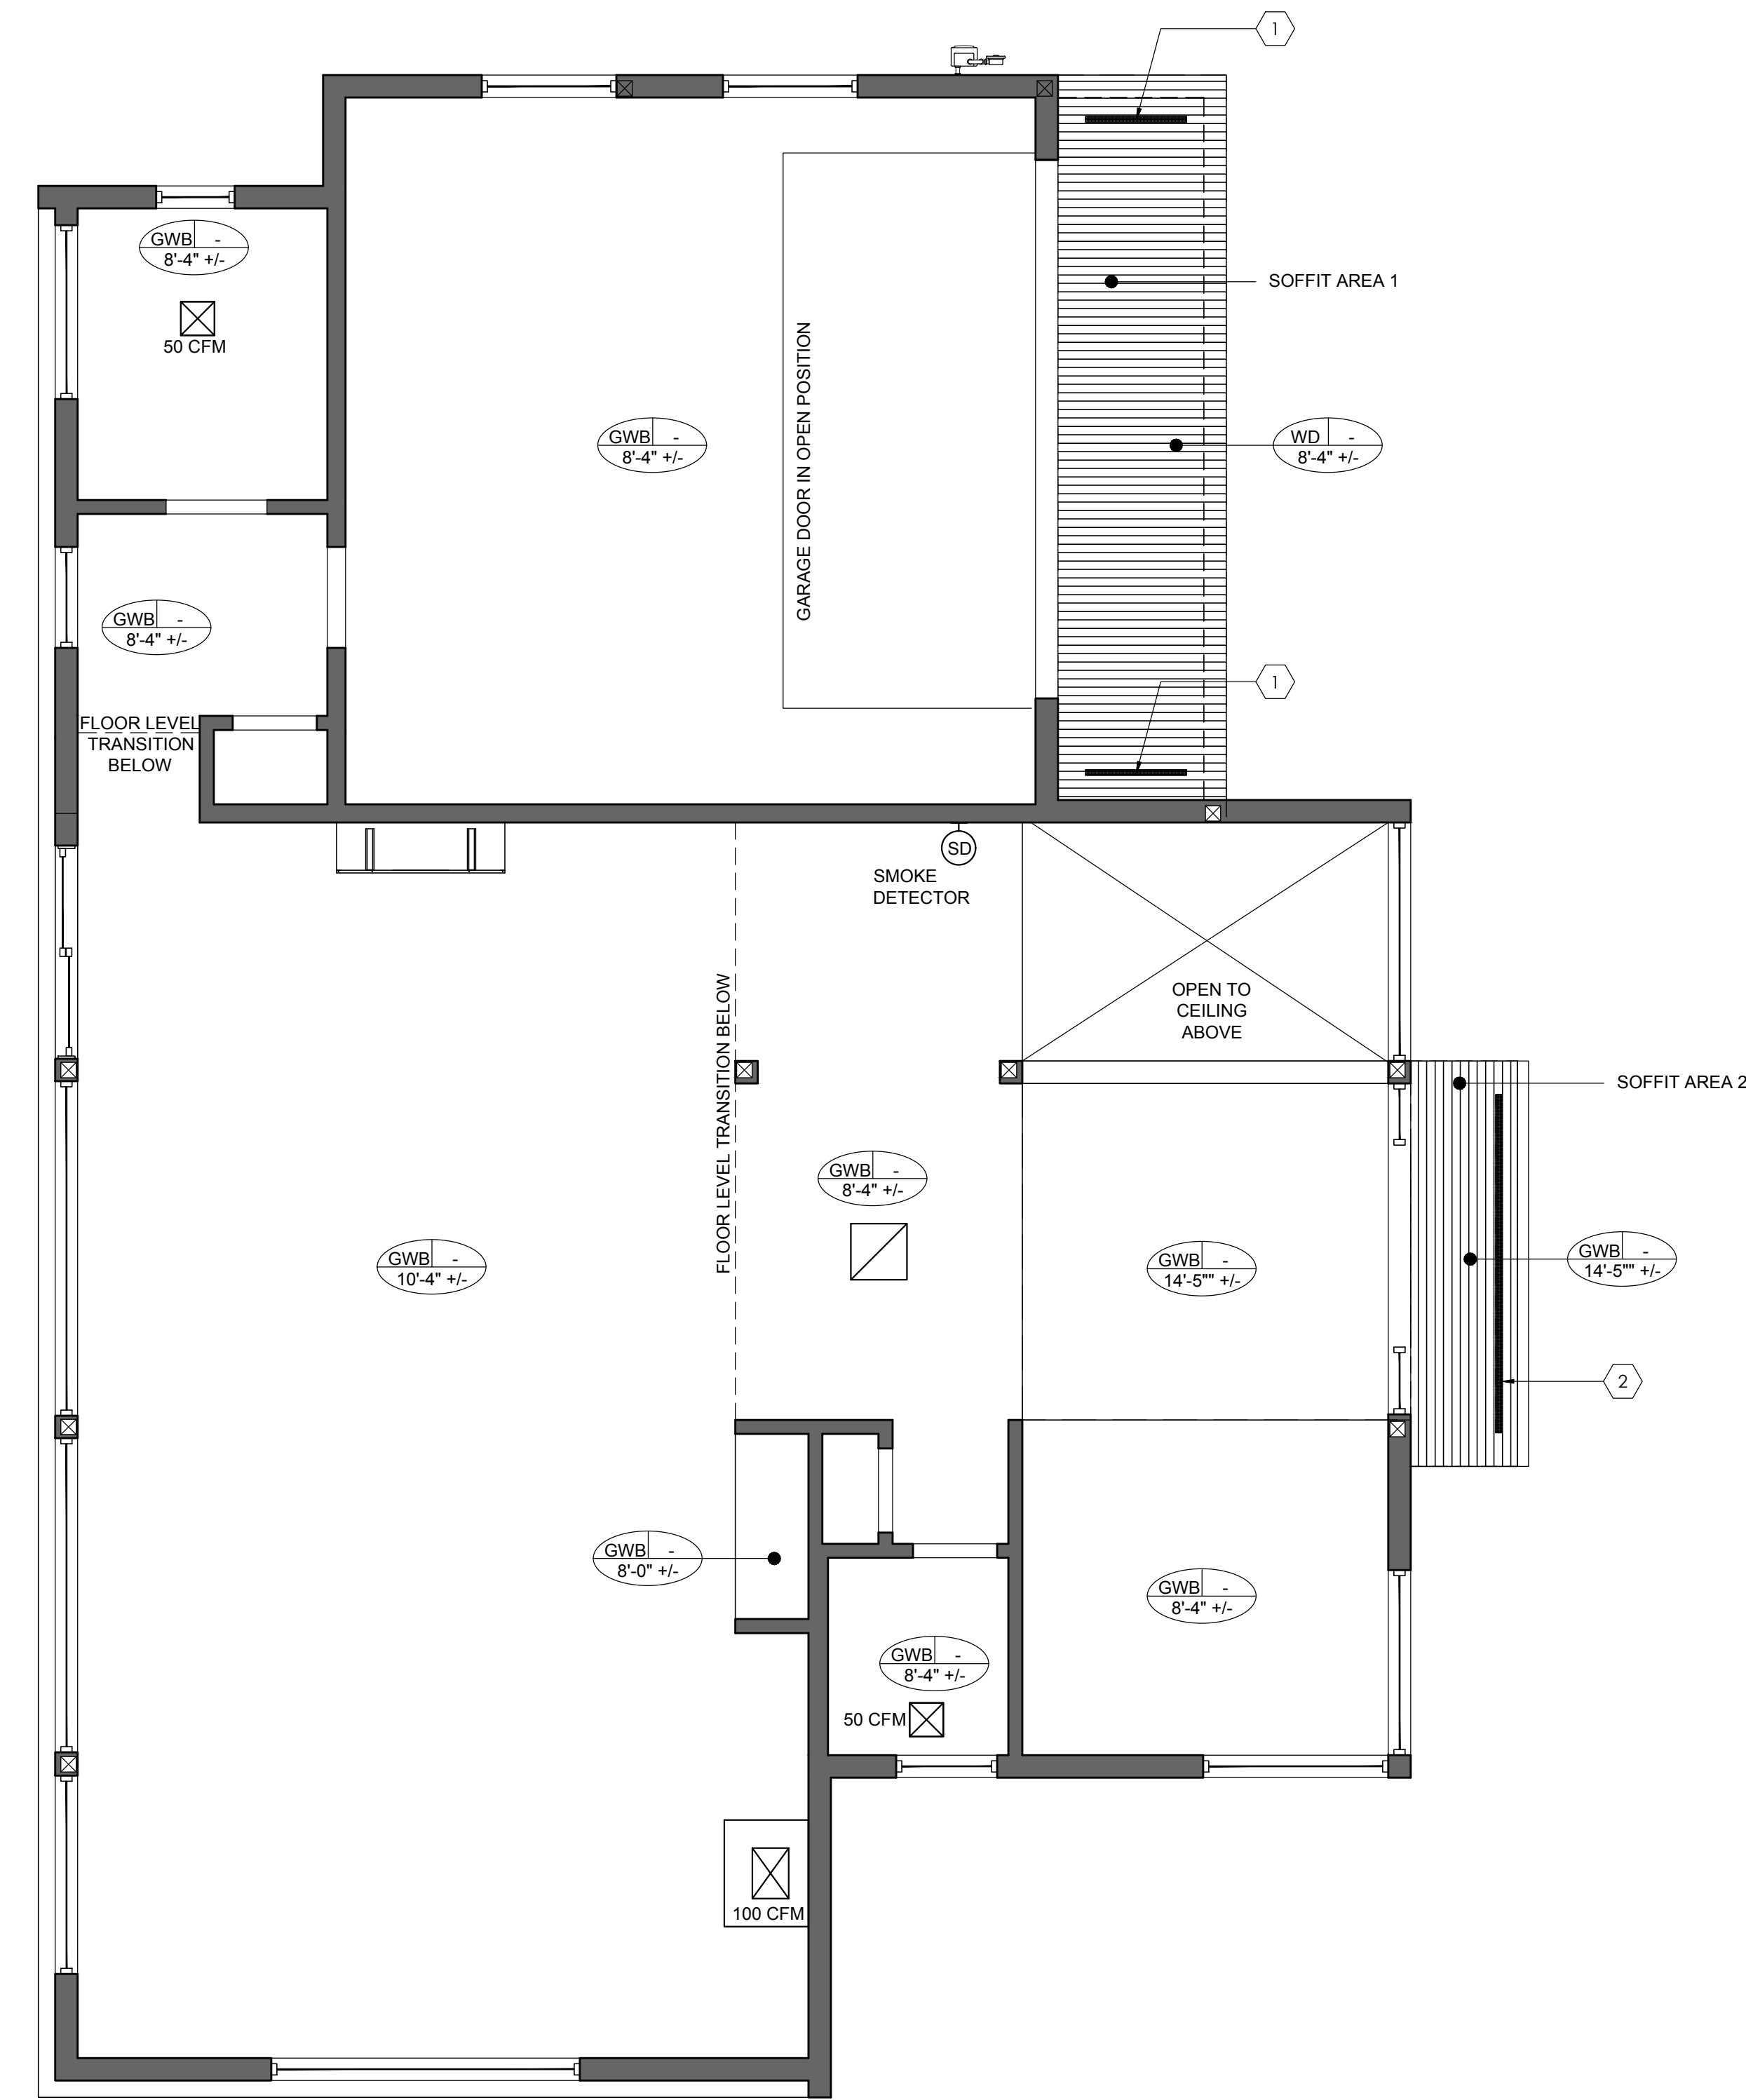 1
GWB -
8'-4" +/-
50 CFM
SOFFIT AREA 1
GARAGE DOOR IN OPEN POSITION
GWB -
8'-4" +/-
WD -
8'-4" +/-
GWB -
8'-4" +/-
1
FLOOR LEVEL
TRANSITION
BELOW
SD
SMOKE
DETECTOR
OPEN TO
CEILING
ABOVE
FLOOR LEVEL TRANSITION BELOW
SOFFIT AREA 2
GWB -
8'-4" +/-
GWB -
10'-4" +/-
GWB -
14'-5"" +/-
GWB -
14'-5"" +/-
2
GWB -
8'-0" +/-
GWB -
8'-4" +/-
GWB -
8'-4" +/-
50 CFM
100 CFM